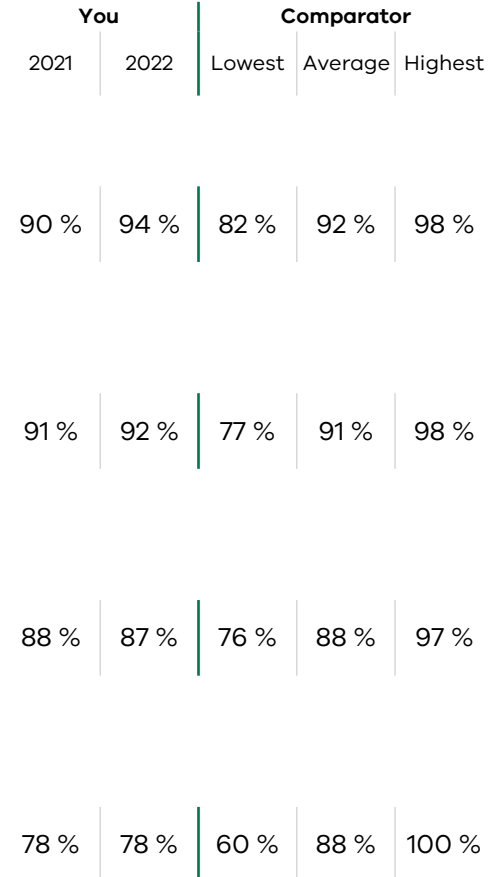 You Comparator
2021 2022 Lowest Average Highest
90 % 94 % 82 % 92 % 98 %
91 % 92 % 77 % 91 % 98 %
88 % 87 % 76 % 88 % 97 %
78 % 78 % 60 % 88 % 100 %